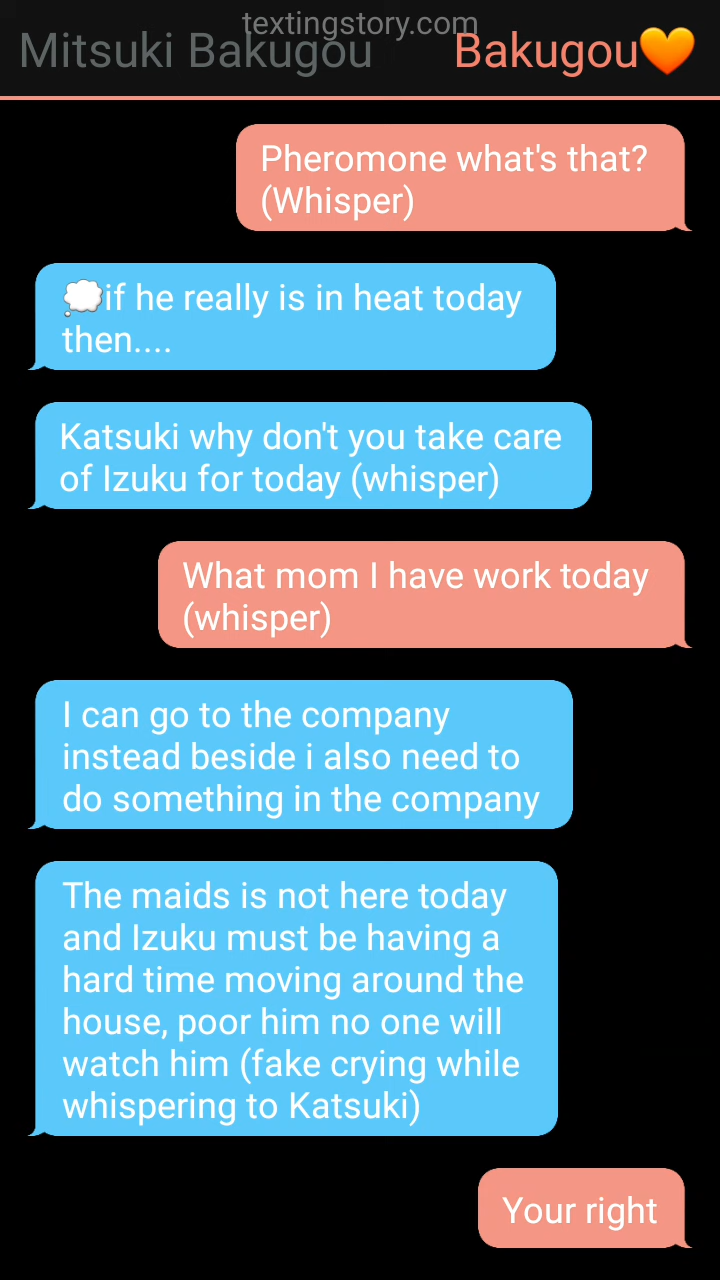 textingstory.com
Mitsuki Bakugou Bakugou🧡
Pheromone what's that?
(Whisper)
💭if he really is in heat today
then....
Katsuki why don't you take care
of Izuku for today (whisper)
What mom I have work today
(whisper)
I can go to the company
instead beside i also need to
do something in the company
The maids is not here today
and Izuku must be having a
hard time moving around the
house, poor him no one will
watch him (fake crying while
whispering to Katsuki)
Your right